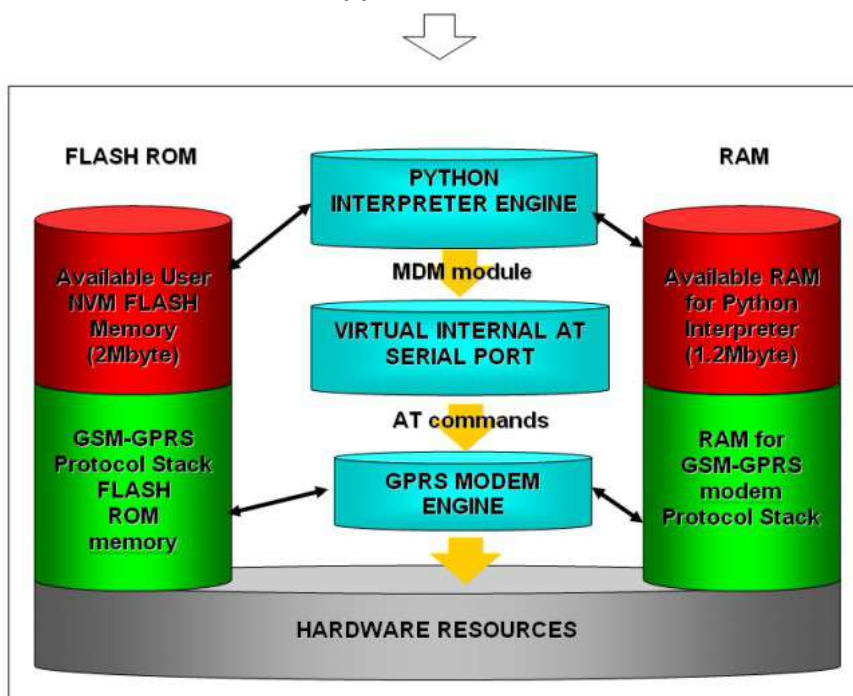 FLASH ROM
RAM
PYTHON
INTERPRETER ENGINE
MDM module
Available User
NVM FLASH
Memory
(2Mbyte)
VIRTUAL INTERNAL AT
SERIAL PORT
Available RAM
for Python
Interpreter
(1.2Mbyte)
AT commands
GSM-GPRS
Protocol Stack
FLASH
ROM
memory
GPRS MODEM
ENGINE
RAM for
GSM-GPRS
modem
Protocol Stack
HARDWARE RESOURCES